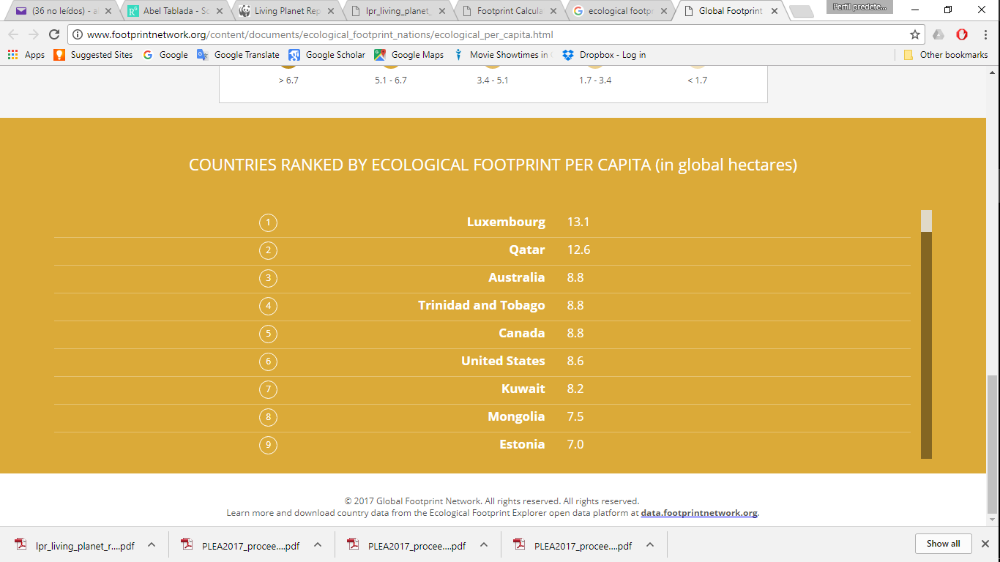 (36 no leídos) - a
Abel Tablada - Sc
Living Planet Rep
lpr_living_planet_
Footprint Calcula
ecological footpr
Global Footprint
Perfil predete...
www.footprintnetwork.org/content/documents/ecological_footprint_nations/ecological_per_capita.html
Apps Suggested Sites Google Google Translate Google Scholar Google Maps Movie Showtimes in Dropbox - Log in Other bookmarks
> 6.7 5.1 - 6.7 3.4 - 5.1 1.7 - 3.4 < 1.7
COUNTRIES RANKED BY ECOLOGICAL FOOTPRINT PER CAPITA (in global hectares)
1 Luxembourg 13.1
2 Qatar 12.6
3 Australia 8.8
4 Trinidad and Tobago 8.8
5 Canada 8.8
6 United States 8.6
7 Kuwait 8.2
8 Mongolia 7.5
9 Estonia 7.0
© 2017 Global Footprint Network. All rights reserved. All rights reserved.
Learn more and download country data from the Ecological Footprint Explorer open data platform at data.footprintnetwork.org.
lpr_living_planet_r....pdf PLEA2017_procee....pdf PLEA2017_procee....pdf PLEA2017_procee....pdf Show all